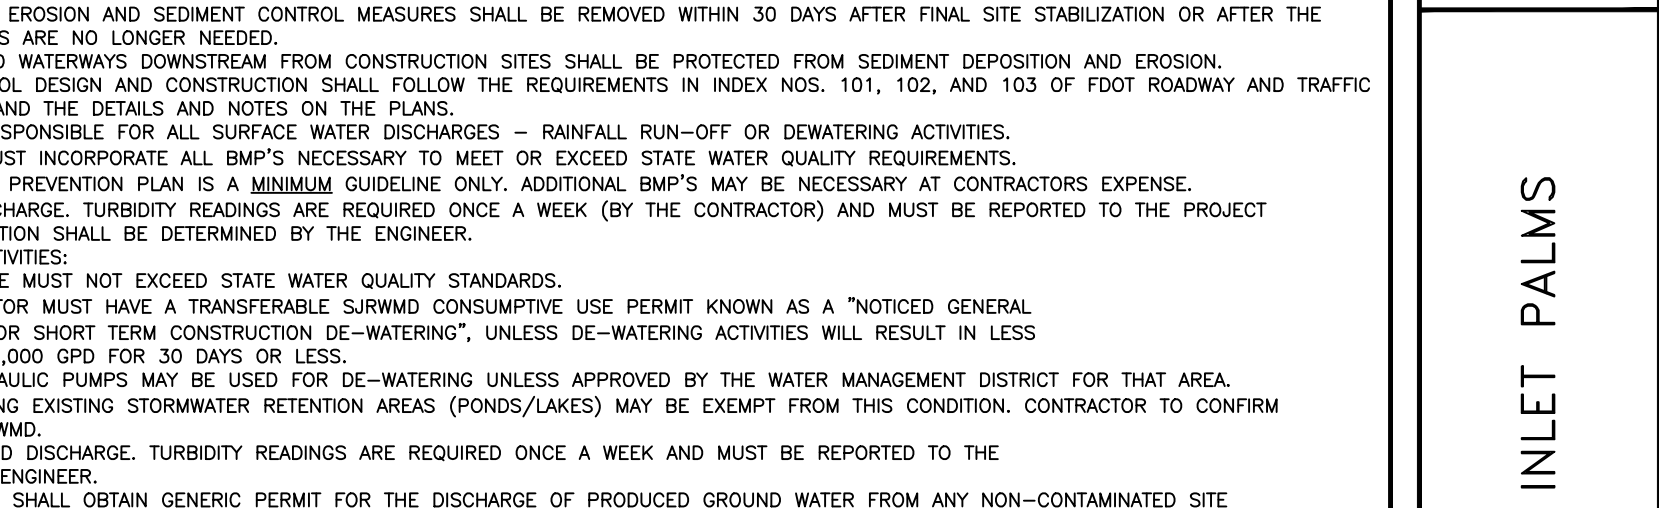 EROSION AND SEDIMENT CONTROL MEASURES SHALL BE REMOVED WITHIN 30 DAYS AFTER FINAL SITE STABILIZATION OR AFTER THE
S ARE NO LONGER NEEDED.
WATERWAYS DOWNSTREAM FROM CONSTRUCTION SITES SHALL BE PROTECTED FROM SEDIMENT DEPOSITION AND EROSION.
OL DESIGN AND CONSTRUCTION SHALL FOLLOW THE REQUIREMENTS IN INDEX NOS. 101, 102, AND 103 OF FDOT ROADWAY AND TRAFFIC
AND THE DETAILS AND NOTES ON THE PLANS.
SPONSIBLE FOR ALL SURFACE WATER DISCHARGES – RAINFALL RUN–OFF OR DEWATERING ACTIVITIES.
UST INCORPORATE ALL BMP'S NECESSARY TO MEET OR EXCEED STATE WATER QUALITY REQUIREMENTS.
PREVENTION PLAN IS A MINIMUM GUIDELINE ONLY. ADDITIONAL BMP'S MAY BE NECESSARY AT CONTRACTORS EXPENSE.
CHARGE. TURBIDITY READINGS ARE REQUIRED ONCE A WEEK (BY THE CONTRACTOR) AND MUST BE REPORTED TO THE PROJECT
TION SHALL BE DETERMINED BY THE ENGINEER.
TIVITIES:
E MUST NOT EXCEED STATE WATER QUALITY STANDARDS.
TOR MUST HAVE A TRANSFERABLE SJRWMD CONSUMPTIVE USE PERMIT KNOWN AS A "NOTICED GENERAL
OR SHORT TERM CONSTRUCTION DE–WATERING", UNLESS DE–WATERING ACTIVITIES WILL RESULT IN LESS
,000 GPD FOR 30 DAYS OR LESS.
AULIC PUMPS MAY BE USED FOR DE–WATERING UNLESS APPROVED BY THE WATER MANAGEMENT DISTRICT FOR THAT AREA.
NG EXISTING STORMWATER RETENTION AREAS (PONDS/LAKES) MAY BE EXEMPT FROM THIS CONDITION. CONTRACTOR TO CONFIRM
WMD.
D DISCHARGE. TURBIDITY READINGS ARE REQUIRED ONCE A WEEK AND MUST BE REPORTED TO THE
ENGINEER.
SHALL OBTAIN GENERIC PERMIT FOR THE DISCHARGE OF PRODUCED GROUND WATER FROM ANY NON–CONTAMINATED SITE
INLET PALMS